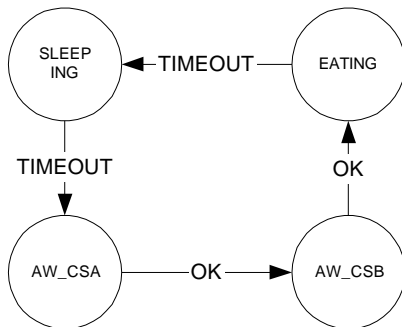 SLEEP
ING
TIMEOUT
EATING
TIMEOUT
OK
AW_CSA
OK
AW_CSB